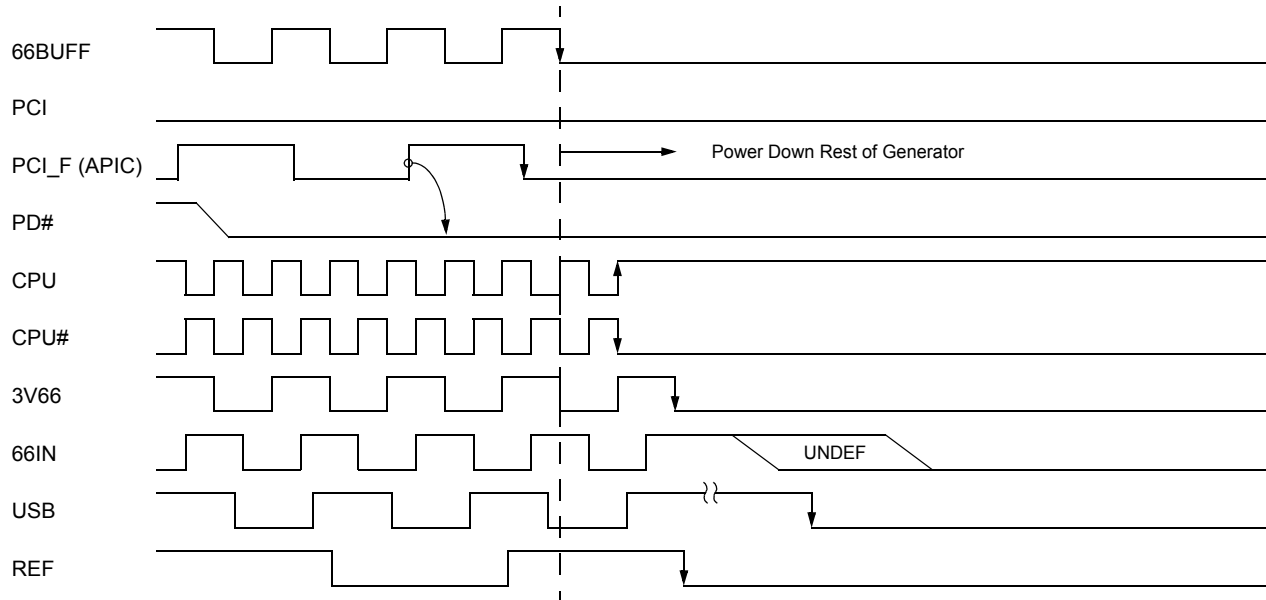 66BUFF
PCI
PCI_F (APIC)
Power Down Rest of Generator
PD#
CPU
CPU#
3V66
66IN
UNDEF
USB
REF